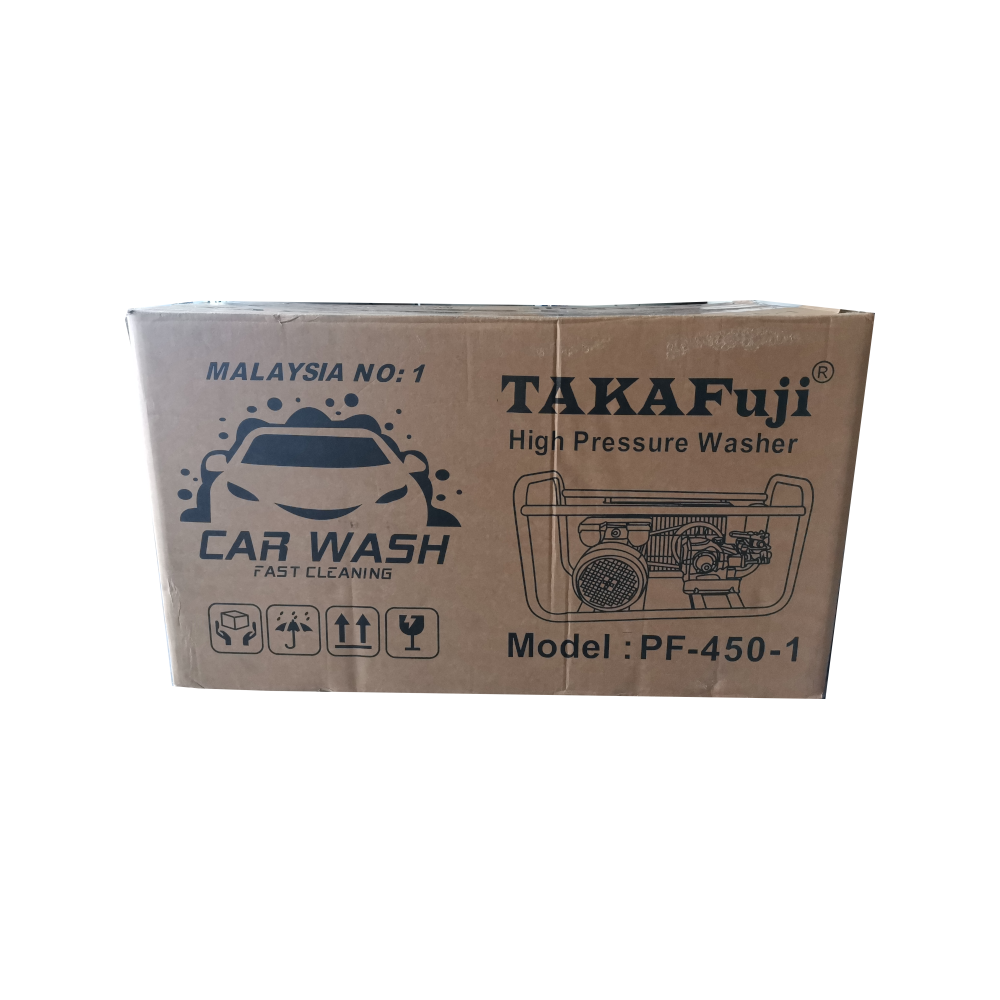 MALAYSIA NO: 1
CAR WASH
FAST CLEANING
TAKAFuji®
High Pressure Washer
Model : PF-450-1